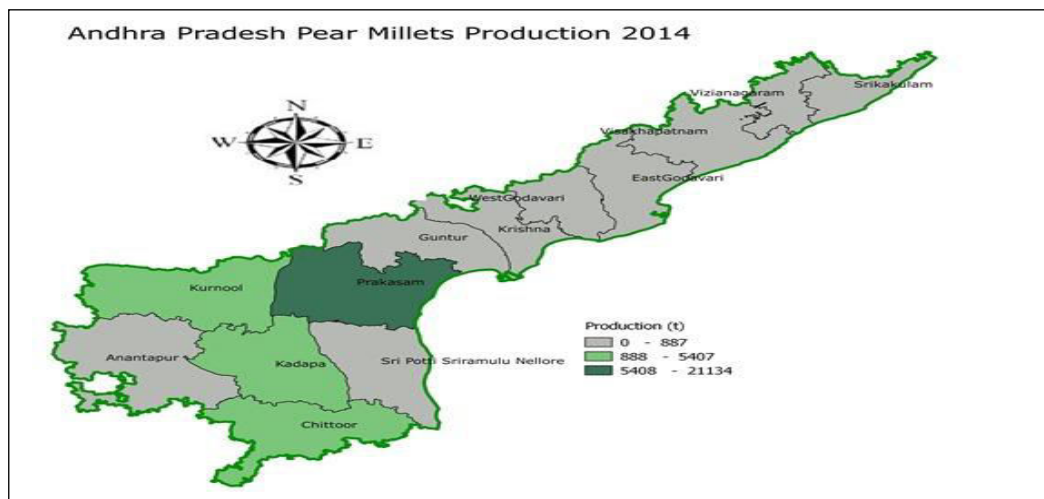 Andhra Pradesh Pear Millets Production 2014
N
W
E
S
Srikakulam
Vizianagaram
Visakhapatnam
EastGodavari
WestGodavari
Krishna
Guntur
Prakasam
Kurnool
Anantapur
Kadapa
Sri Potti Sriramulu Nellore
Chittoor
Production (t)
0 - 887
888 - 5407
5408 - 21134